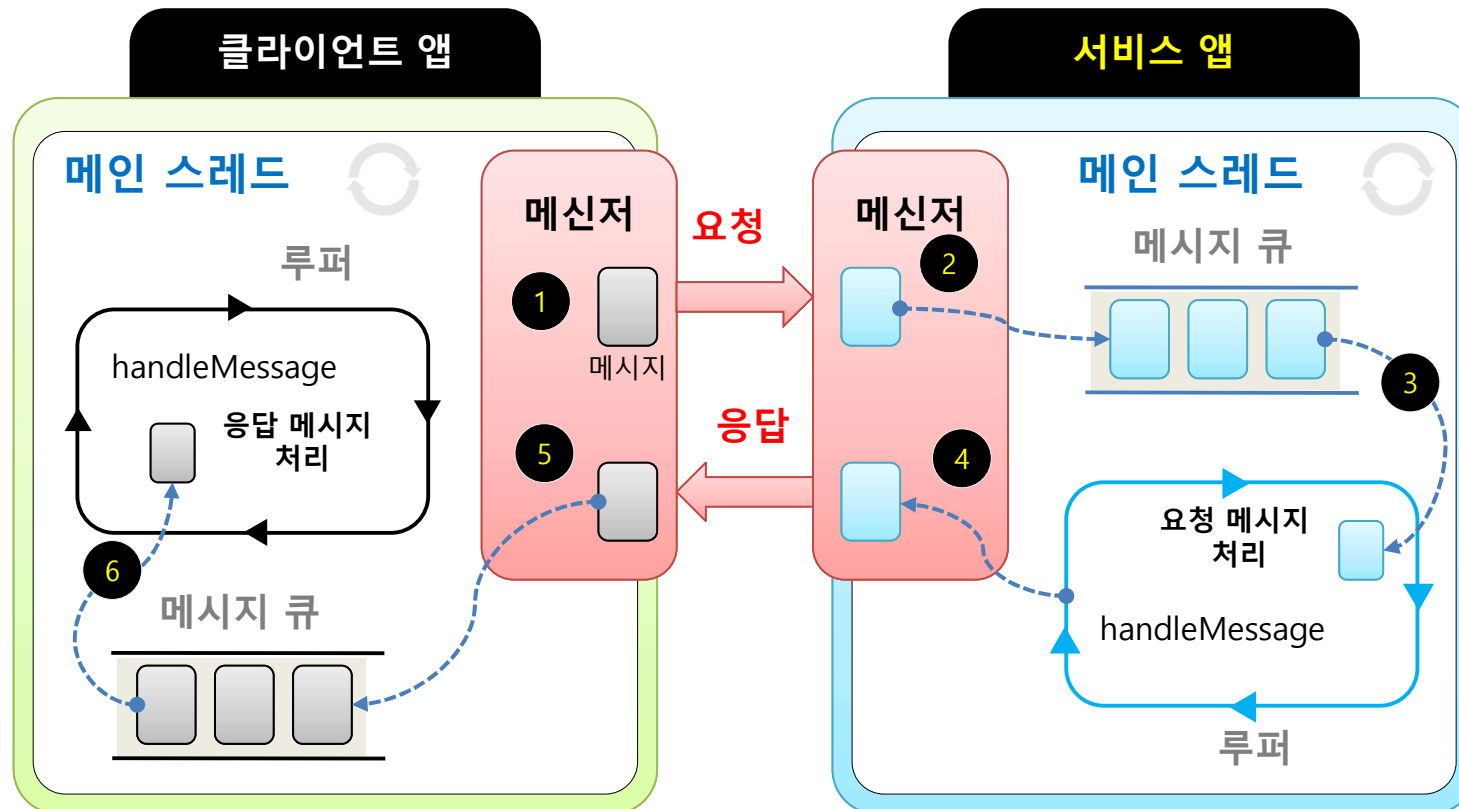 클라이언트 앱
서비스 앱
메인 스레드
루퍼
handleMessage
응답 메시지
처리
6
메시지 큐
메신저
1
메시지
5
요청
응답
메신저
2
4
메인 스레드
메시지 큐
3
요청 메시지
처리
handleMessage
루퍼